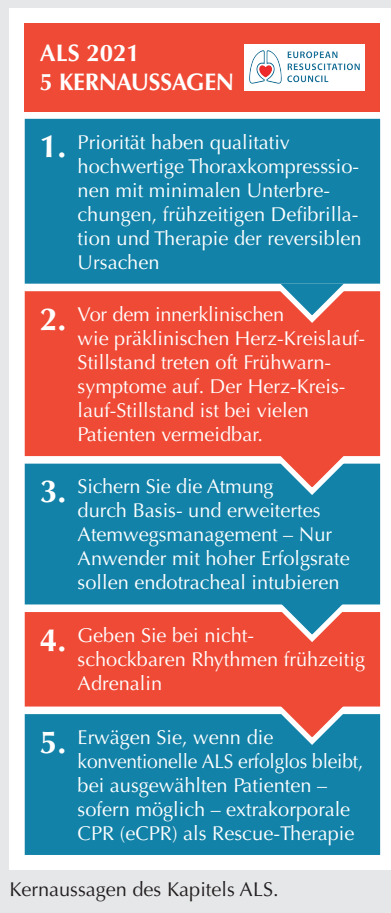 ALS 2021
5 KERNAUSSAGEN
EUROPEAN
RESUSCITATION
COUNCIL
1. Priorität haben qualitativ
hochwertige Thoraxkompresssio-
nen mit minimalen Unterbre-
chungen, frühzeitigen Defibrilla-
tion und Therapie der reversiblen
Ursachen
2. Vor dem innerklinischen
wie präklinischen Herz-Kreislauf-
Stillstand treten oft Frühwarn-
symptome auf. Der Herz-Kreis-
lauf-Stillstand ist bei vielen
Patienten vermeidbar.
3. Sichern Sie die Atmung
durch Basis- und erweitertes
Atemwegsmanagement – Nur
Anwender mit hoher Erfolgsrate
sollen endotracheal intubieren
4. Geben Sie bei nicht-
schockbaren Rhythmen frühzeitig
Adrenalin
5. Erwägen Sie, wenn die
konventionelle ALS erfolglos bleibt,
bei ausgewählten Patienten –
sofern möglich – extrakorporale
CPR (eCPR) als Rescue-Therapie
Kernaussagen des Kapitels ALS.